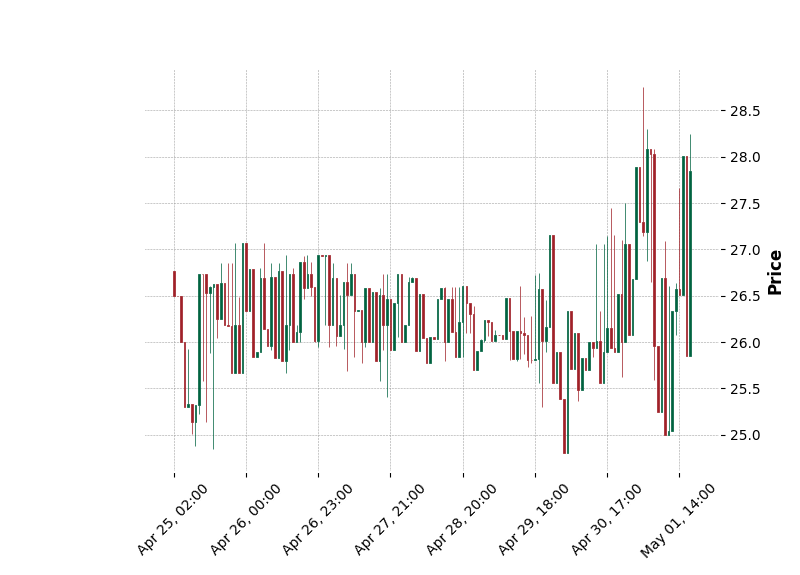 28.5
28.0
27.5
27.0
26.5
26.0
25.5
25.0
Price
Apr 25, 02:00
Apr 26, 00:00
Apr 26, 23:00
Apr 27, 21:00
Apr 28, 20:00
Apr 29, 18:00
Apr 30, 17:00
May 01, 14:00